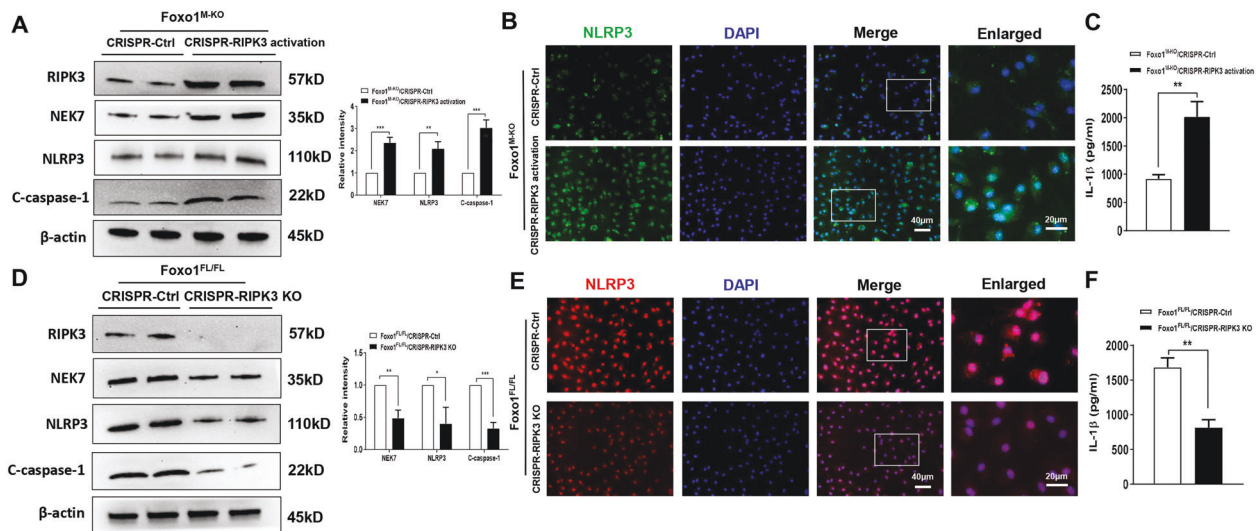 A
Foxo1M-KO
CRISPR-Ctrl CRISPR-RIPK3 activation
RIPK3 57kD
NEK7 35kD
NLRP3 110kD
C-caspase-1 22kD
β-actin 45kD
Foxo1M-KO/CRISPR-Ctrl
Foxo1M-KO/CRISPR-RIPK3 activation
Relative intensity
4
3
2
1
0
*** ** ***
NEK7 NLRP3 C-caspase-1
B
NLRP3 DAPI Merge Enlarged
Foxo1M-KO
CRISPR-Ctrl
CRISPR-RIPK3 activation
40μm 20μm
C
Foxo1M-KO/CRISPR-Ctrl
Foxo1M-KO/CRISPR-RIPK3 activation
IL-1β (pg/ml)
2500
2000
1500
1000
500
0
**
D
Foxo1FL/FL
CRISPR-Ctrl CRISPR-RIPK3 KO
RIPK3 57kD
NEK7 35kD
NLRP3 110kD
C-caspase-1 22kD
β-actin 45kD
Foxo1FL/FL/CRISPR-Ctrl
Foxo1FL/FL/CRISPR-RIPK3 KO
Relative intensity
1.5
1.0
0.5
0.0
** * ***
NEK7 NLRP3 C-caspase-1
E
NLRP3 DAPI Merge Enlarged
Foxo1FL/FL
CRISPR-Ctrl
CRISPR-RIPK3 KO
40μm 20μm
F
Foxo1FL/FL/CRISPR-Ctrl
Foxo1FL/FL/CRISPR-RIPK3 KO
IL-1β (pg/ml)
2000
1500
1000
500
0
**